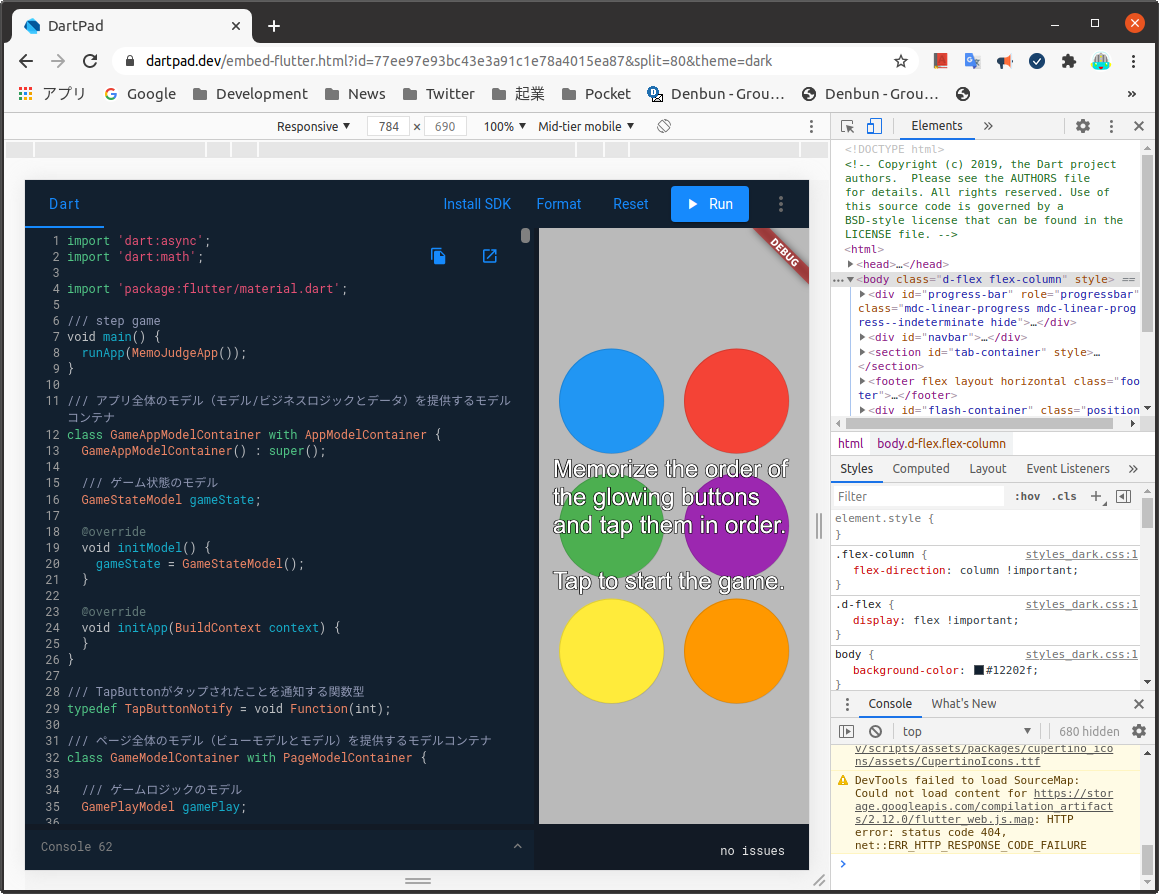 DartPad
dartpad.dev/embed-flutter.html?id=77ee97e93bc43e3a91c1e78a4015ea87&split=80&theme=dark
アプリ Google Development News Twitter 起業 Pocket Denbun - Grou… Denbun - Grou… »
Responsive ▼ 784 × 690 100% ▼ Mid-tier mobile ▼
Dart Install SDK Format Reset Run
1 import 'dart:async';
2 import 'dart:math';
3
4 import 'package:flutter/material.dart';
5
6 /// step game
7 void main() {
8 runApp(MemoJudgeApp());
9 }
10
11 /// アプリ全体のモデル（モデル/ビジネスロジックとデータ）を提供するモデル
コンテナ
12 class GameAppModelContainer with AppModelContainer {
13 GameAppModelContainer() : super();
14
15 /// ゲーム状態のモデル
16 GameStateModel gameState;
17
18 @override
19 void initModel() {
20 gameState = GameStateModel();
21 }
22
23 @override
24 void initApp(BuildContext context) {
25 }
26 }
27
28 /// TapButtonがタップされたことを通知する関数型
29 typedef TapButtonNotify = void Function(int);
30
31 /// ページ全体のモデル（ビューモデルとモデル）を提供するモデルコンテナ
32 class GameModelContainer with PageModelContainer {
33
34 /// ゲームロジックのモデル
35 GamePlayModel gamePlay;
36
Console 62
no issues
DEBUG
Memorize the order of
the glowing buttons
and tap them in order.
Tap to start the game.
Elements »
<!DOCTYPE html>
<!-- Copyright (c) 2019, the Dart project
authors. Please see the AUTHORS file
for details. All rights reserved. Use of
this source code is governed by a
BSD-style license that can be found in the
LICENSE file. -->
<html>
▶<head>…</head>
…▼<body class="d-flex flex-column" style> ==
▶<div id="progress-bar" role="progressbar"
class="mdc-linear-progress mdc-linear-prog
ress--indeterminate hide">…</div>
▶<div id="navbar">…</div>
▶<section id="tab-container" style>…
</section>
▶<footer flex layout horizontal class="foo
ter">…</footer>
▶<div id="flash-container" class="position
html body.d-flex.flex-column
Styles Computed Layout Event Listeners »
Filter :hov .cls +
element.style {
}
.flex-column { styles_dark.css:1
flex-direction: column !important;
}
.d-flex { styles_dark.css:1
display: flex !important;
}
body { styles_dark.css:1
background-color: #12202f;
}
Console What's New
top ▼ 680 hidden
v/scripts/assets/packages/cupertino_ico
ns/assets/CupertinoIcons.ttf
DevTools failed to load SourceMap:
Could not load content for https://stor
age.googleapis.com/compilation_artifact
s/2.12.0/flutter_web.js.map: HTTP
error: status code 404,
net::ERR_HTTP_RESPONSE_CODE_FAILURE